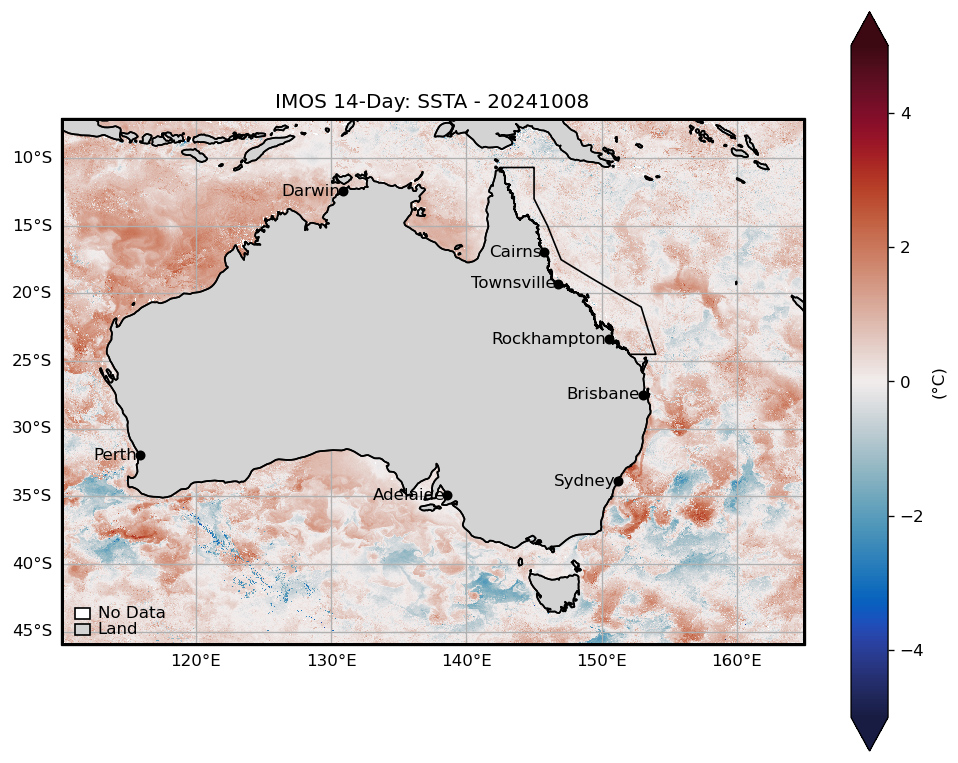 IMOS 14-Day: SSTA - 20241008
10°S
15°S
20°S
25°S
30°S
35°S
40°S
45°S
Darwin
Cairns
Townsville
Rockhampton
Brisbane
Perth
Sydney
Adelaide
No Data
Land
120°E
130°E
140°E
150°E
160°E
4
2
0
−2
−4
(°C)